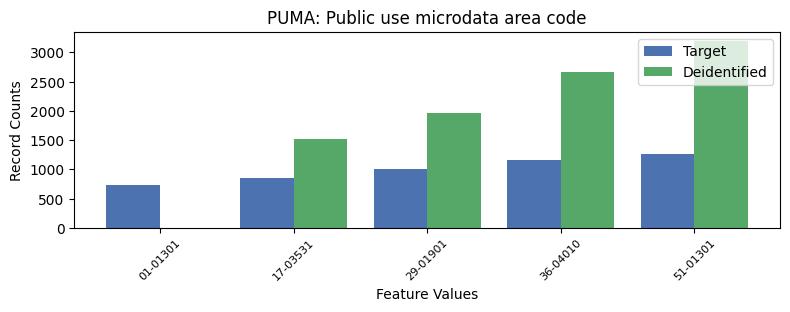 PUMA: Public use microdata area code
Record Counts
3000
2500
2000
1500
1000
500
0
Target
Deidentified
01-01301
17-03531
29-01901
36-04010
51-01301
Feature Values